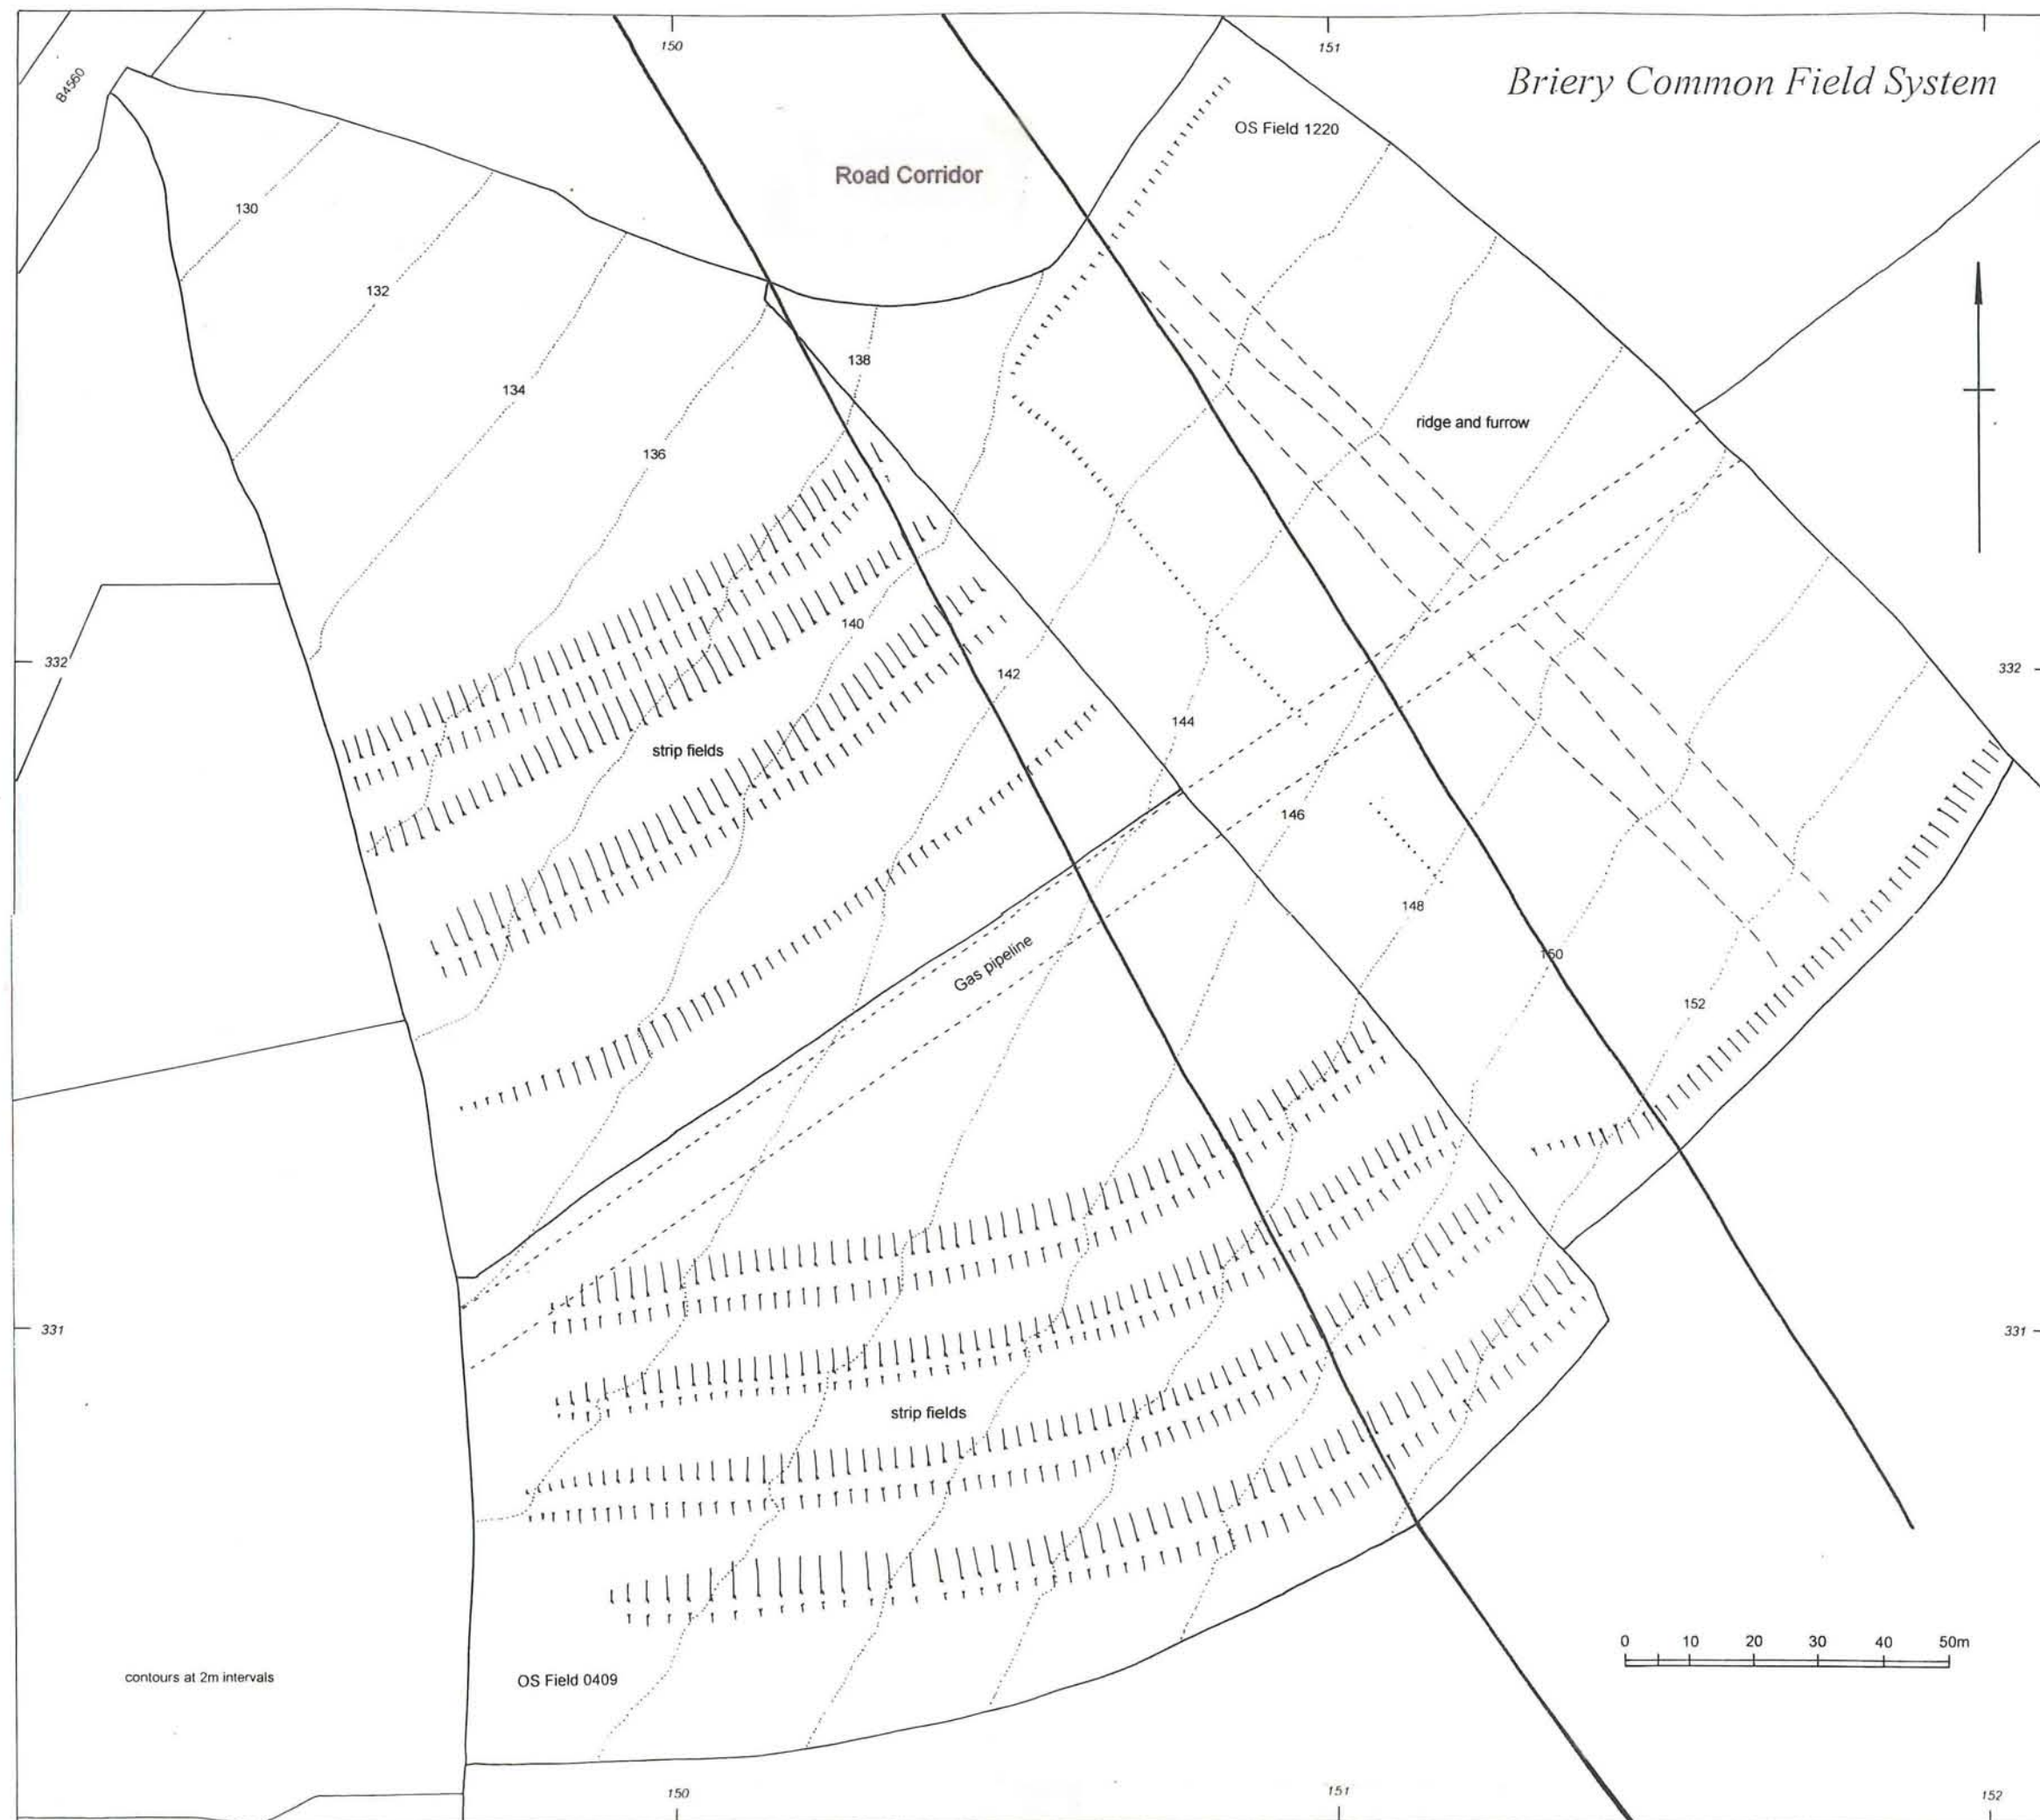 150
151
Briery Common Field System
B4560
OS Field 1220
Road Corridor
130
132
138
134
ridge and furrow
136
140
332
332
142
144
strip fields
146
148
Gas pipeline
150
152
331
331
strip fields
0 10 20 30 40 50m
contours at 2m intervals
OS Field 0409
150
151
152